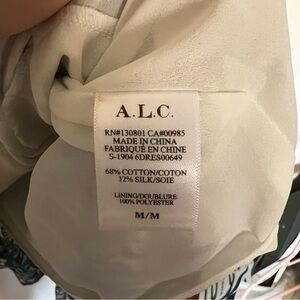 A.L.C.
RN#130801 CA#00985
MADE IN CHINA
FABRIQUÉ EN CHINE
S-1904 6DRES00649
68% COTTON/COTON
32% SILK/SOIE
LINING/DOUBLURE
100% POLYESTER
M/M